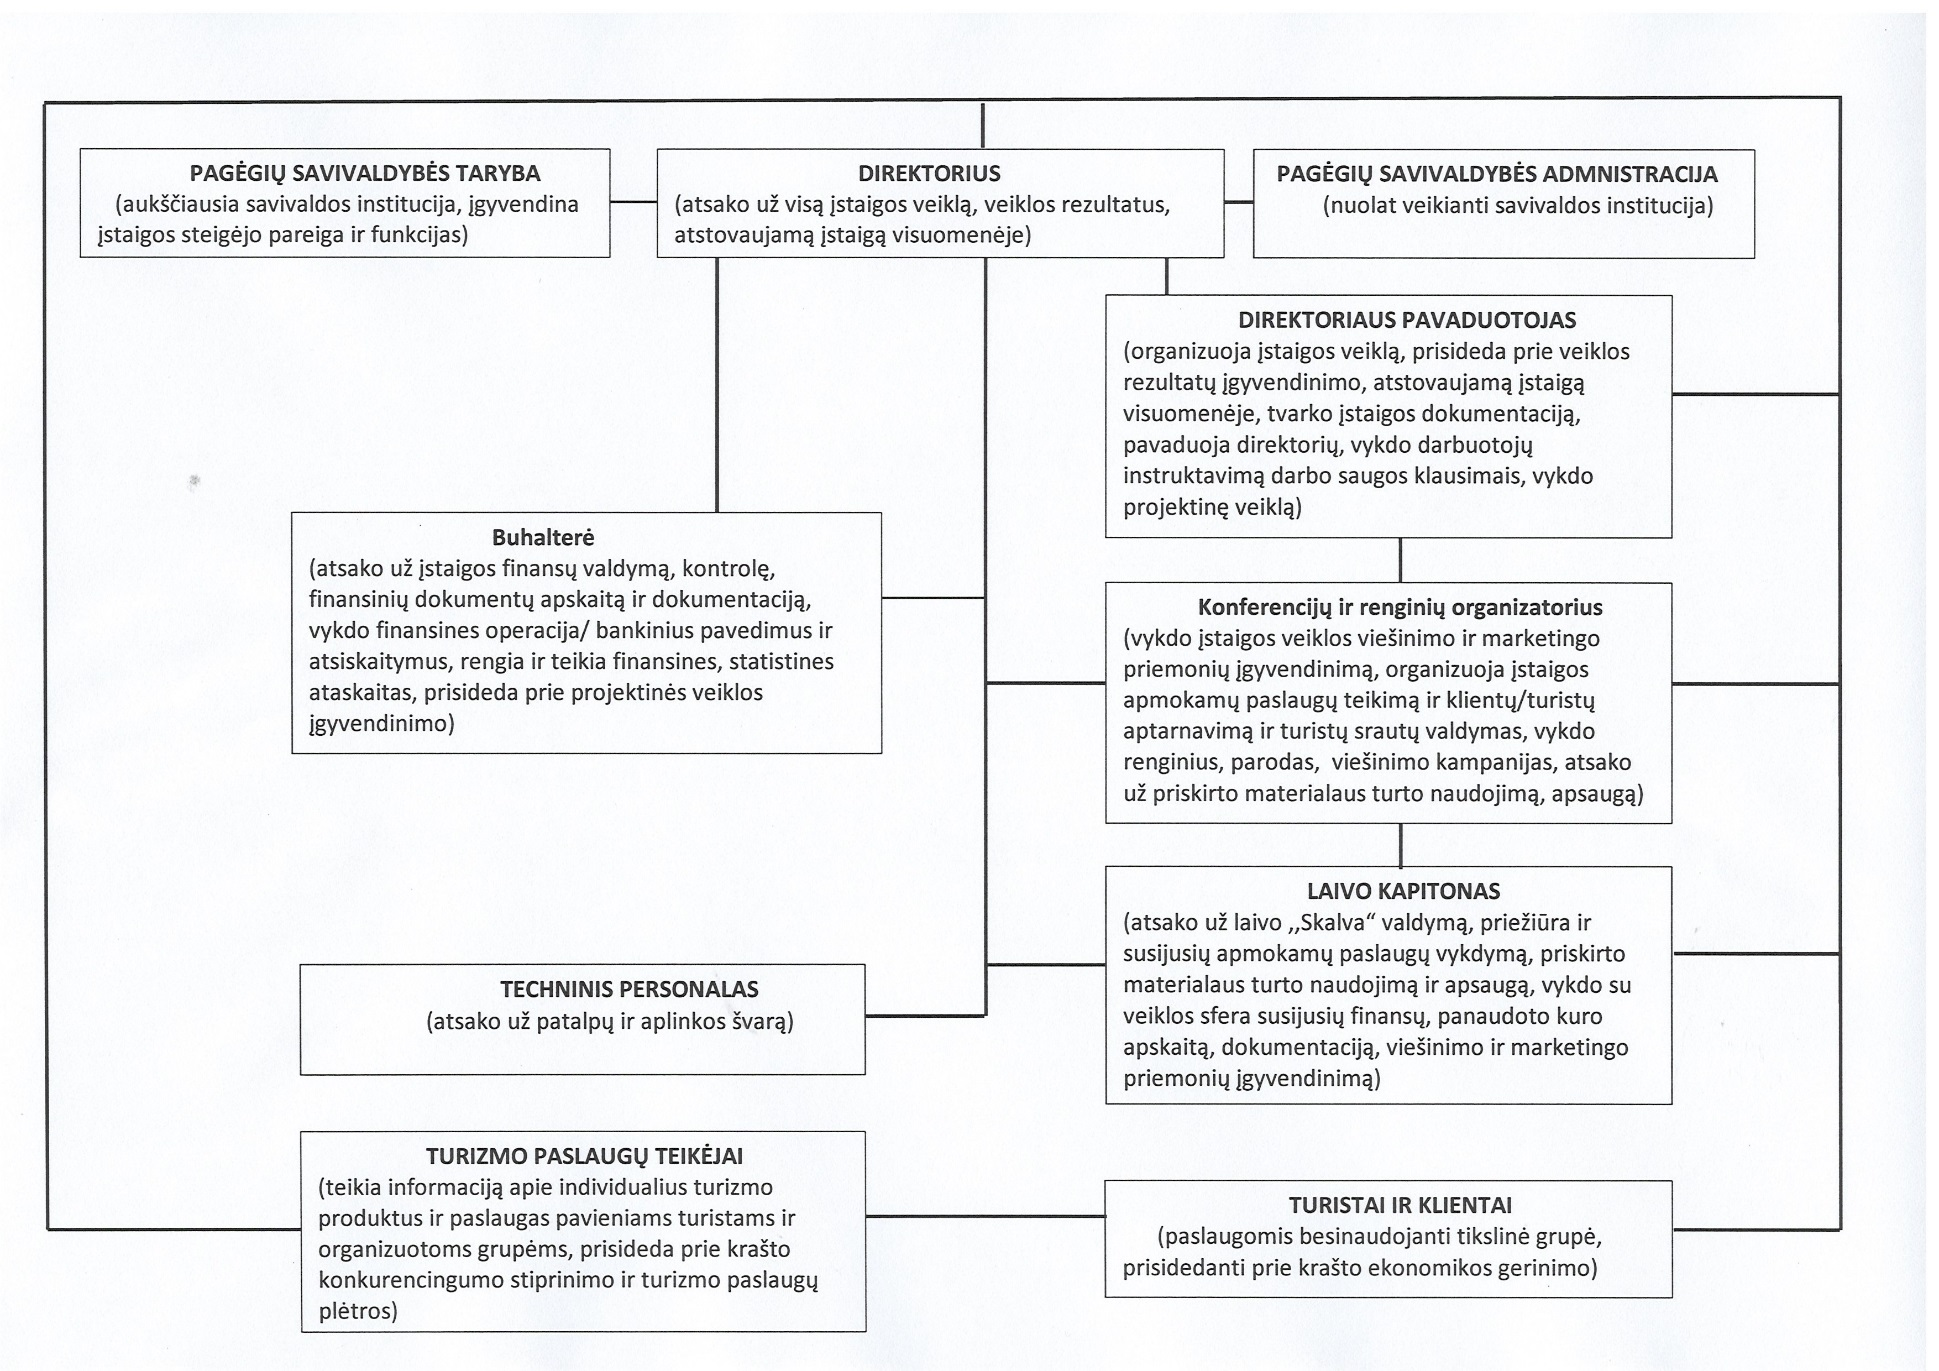 PAGĖGIŲ SAVIVALDYBĖS TARYBA
(aukščiausia savivaldos institucija, įgyvendina
įstaigos steigėjo pareiga ir funkcijas)
DIREKTORIUS
(atsako už visą įstaigos veiklą, veiklos rezultatus,
atstovaujamą įstaigą visuomenėje)
PAGĖGIŲ SAVIVALDYBĖS ADMNISTRACIJA
(nuolat veikianti savivaldos institucija)
DIREKTORIAUS PAVADUOTOJAS
(organizuoja įstaigos veiklą, prisideda prie veiklos
rezultatų įgyvendinimo, atstovaujamą įstaigą
visuomenėje, tvarko įstaigos dokumentaciją,
pavaduoja direktorių, vykdo darbuotojų
instruktavimą darbo saugos klausimais, vykdo
projektinę veiklą)
Buhalterė
(atsako už įstaigos finansų valdymą, kontrolę,
finansinių dokumentų apskaitą ir dokumentaciją,
vykdo finansines operacija/ bankinius pavedimus ir
atsiskaitymus, rengia ir teikia finansines, statistines
ataskaitas, prisideda prie projektinės veiklos
įgyvendinimo)
Konferencijų ir renginių organizatorius
(vykdo įstaigos veiklos viešinimo ir marketingo
priemonių įgyvendinimą, organizuoja įstaigos
apmokamų paslaugų teikimą ir klientų/turistų
aptarnavimą ir turistų srautų valdymas, vykdo
renginius, parodas, viešinimo kampanijas, atsako
už priskirto materialaus turto naudojimą, apsaugą)
LAIVO KAPITONAS
(atsako už laivo ,,Skalva“ valdymą, priežiūra ir
susijusių apmokamų paslaugų vykdymą, priskirto
materialaus turto naudojimą ir apsaugą, vykdo su
veiklos sfera susijusių finansų, panaudoto kuro
apskaitą, dokumentaciją, viešinimo ir marketingo
priemonių įgyvendinimą)
TECHNINIS PERSONALAS
(atsako už patalpų ir aplinkos švarą)
TURIZMO PASLAUGŲ TEIKĖJAI
(teikia informaciją apie individualius turizmo
produktus ir paslaugas pavieniams turistams ir
organizuotoms grupėms, prisideda prie krašto
konkurencingumo stiprinimo ir turizmo paslaugų
plėtros)
TURISTAI IR KLIENTAI
(paslaugomis besinaudojanti tikslinė grupė,
prisidedanti prie krašto ekonomikos gerinimo)